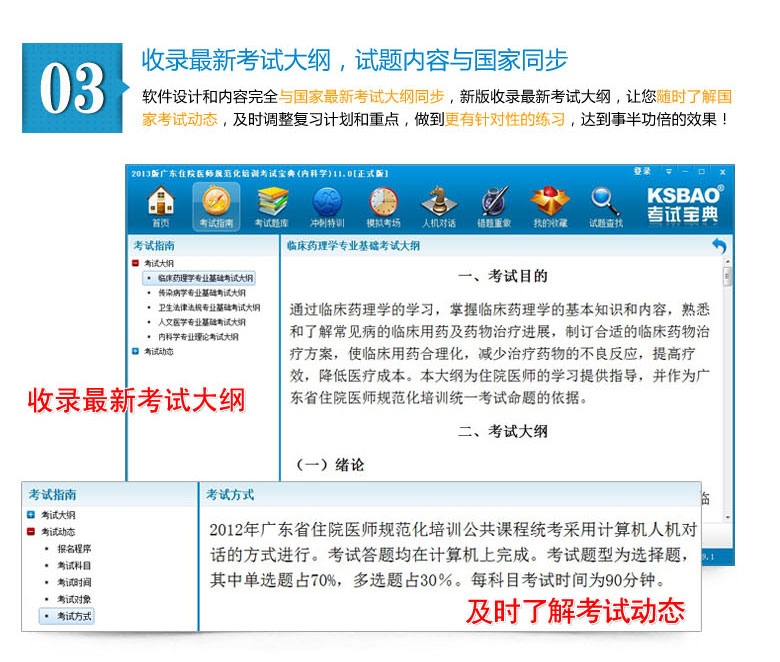 03
收录最新考试大纲，试题内容与国家同步
软件设计和内容完全与国家最新考试大纲同步，新版收录最新考试大纲，让您随时了解国
家考试动态，及时调整复习计划和重点，做到更有针对性的练习，达到事半功倍的效果！
2013版广东住院医师规范化培训考试宝典(内科学)11.0[正式版]
登录
首页 考试指南 考试题库 冲刺特训 模拟考场 人机对话 错题重做 我的收藏 试题查找
KSBAO®
考试宝典
考试指南
考试大纲
临床药理学专业基础考试大纲
传染病学专业基础考试大纲
卫生法律法规专业基础考试大纲
人文医学专业基础考试大纲
内科学专业理论考试大纲
考试动态
临床药理学专业基础考试大纲
一、考试目的
通过临床药理学的学习，掌握临床药理学的基本知识和内容，熟悉
和了解常见病的临床用药及药物治疗进展，制订合适的临床药物治
疗方案，使临床用药合理化，减少治疗药物的不良反应，提高疗
效，降低医疗成本。本大纲为住院医师的学习提供指导，并作为广
东省住院医师规范化培训统一考试命题的依据。
二、考试大纲
（一）绪论
临
9.1
收录最新考试大纲
考试指南
考试大纲
考试动态
报名程序
考试科目
考试时间
考试对象
考试方式
考试方式
2012年广东省住院医师规范化培训公共课程统考采用计算机人机对
话的方式进行。考试答题均在计算机上完成。考试题型为选择题，
其中单选题占70%，多选题占30%。每科目考试时间为90分钟。
及时了解考试动态